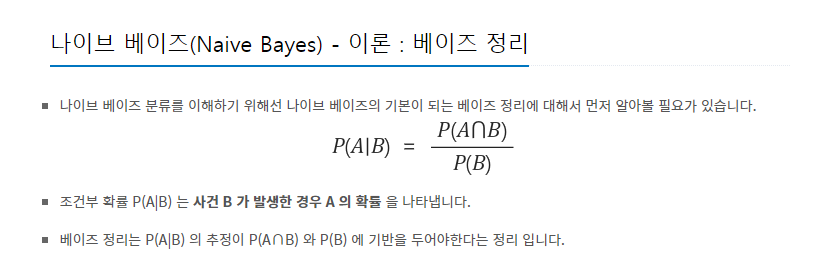 나이브 베이즈(Naive Bayes) - 이론 : 베이즈 정리
▪ 나이브 베이즈 분류를 이해하기 위해선 나이브 베이즈의 기본이 되는 베이즈 정리에 대해서 먼저 알아볼 필요가 있습니다.
P(A|B) = P(A∩B) / P(B)
▪ 조건부 확률 P(A|B) 는 사건 B 가 발생한 경우 A 의 확률 을 나타냅니다.
▪ 베이즈 정리는 P(A|B) 의 추정이 P(A∩B) 와 P(B) 에 기반을 두어야한다는 정리 입니다.